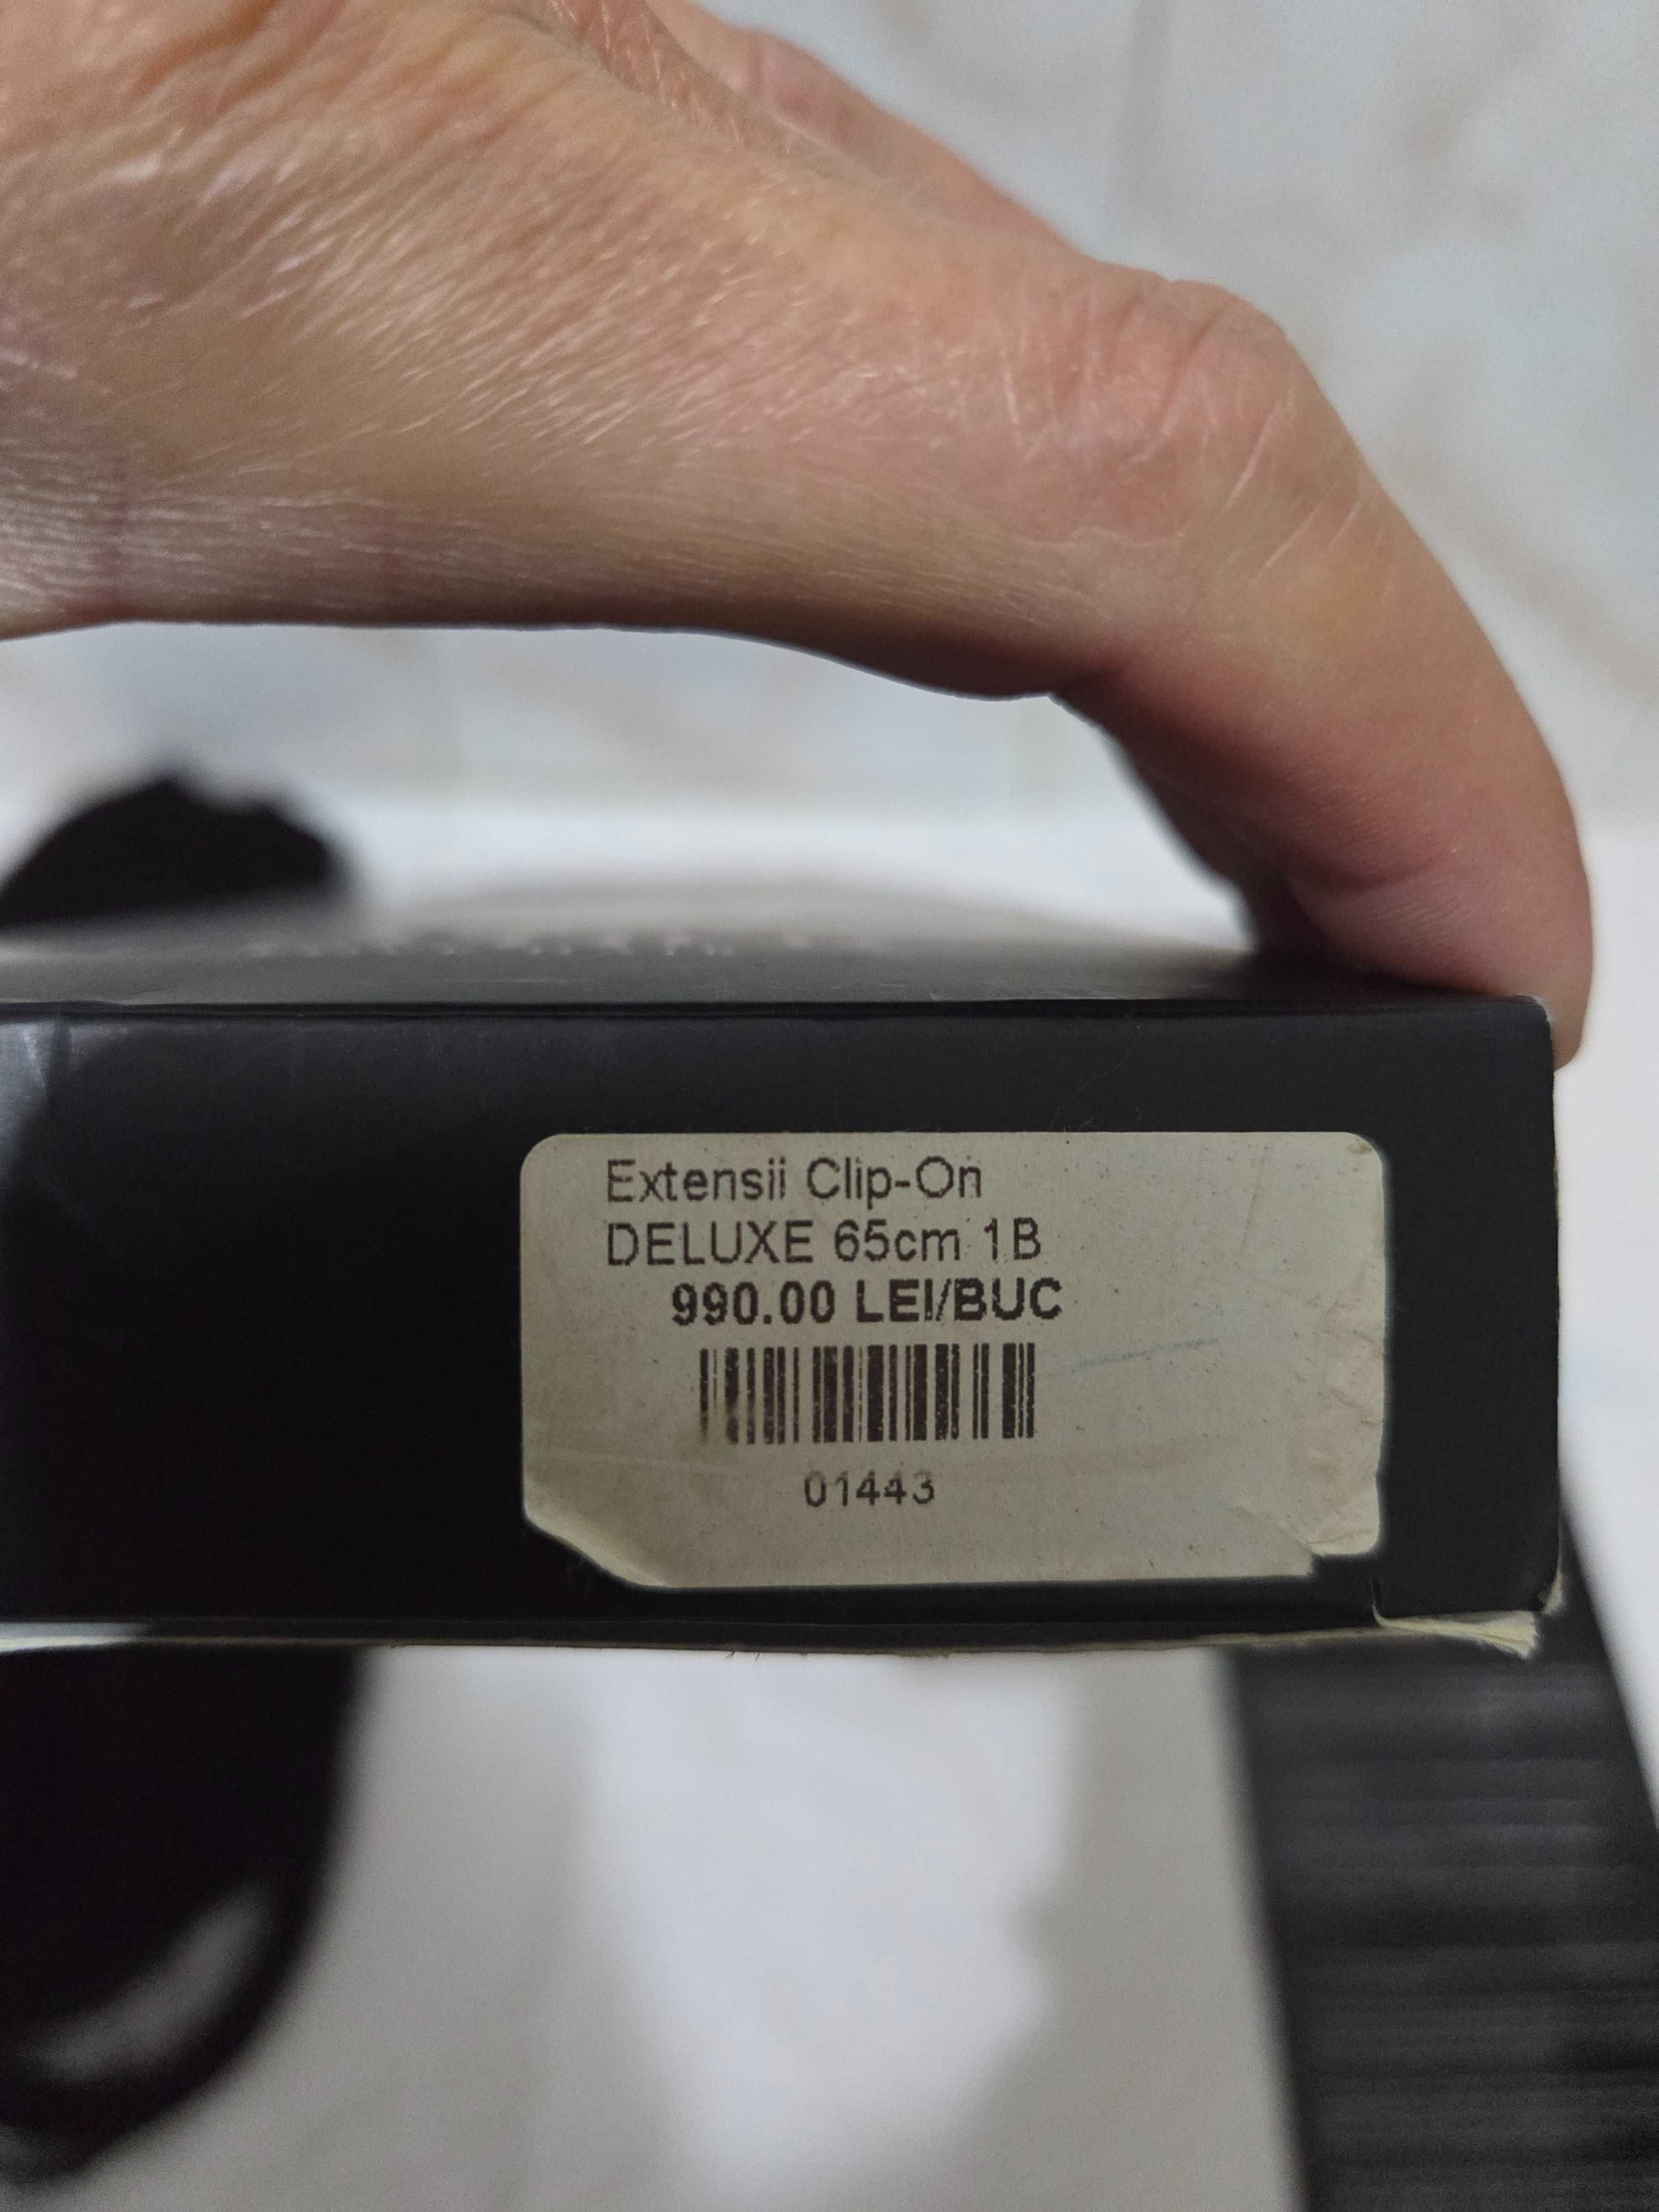 Extensii Clip-On
DELUXE 65cm 1B
990.00 LEI/BUC
01443